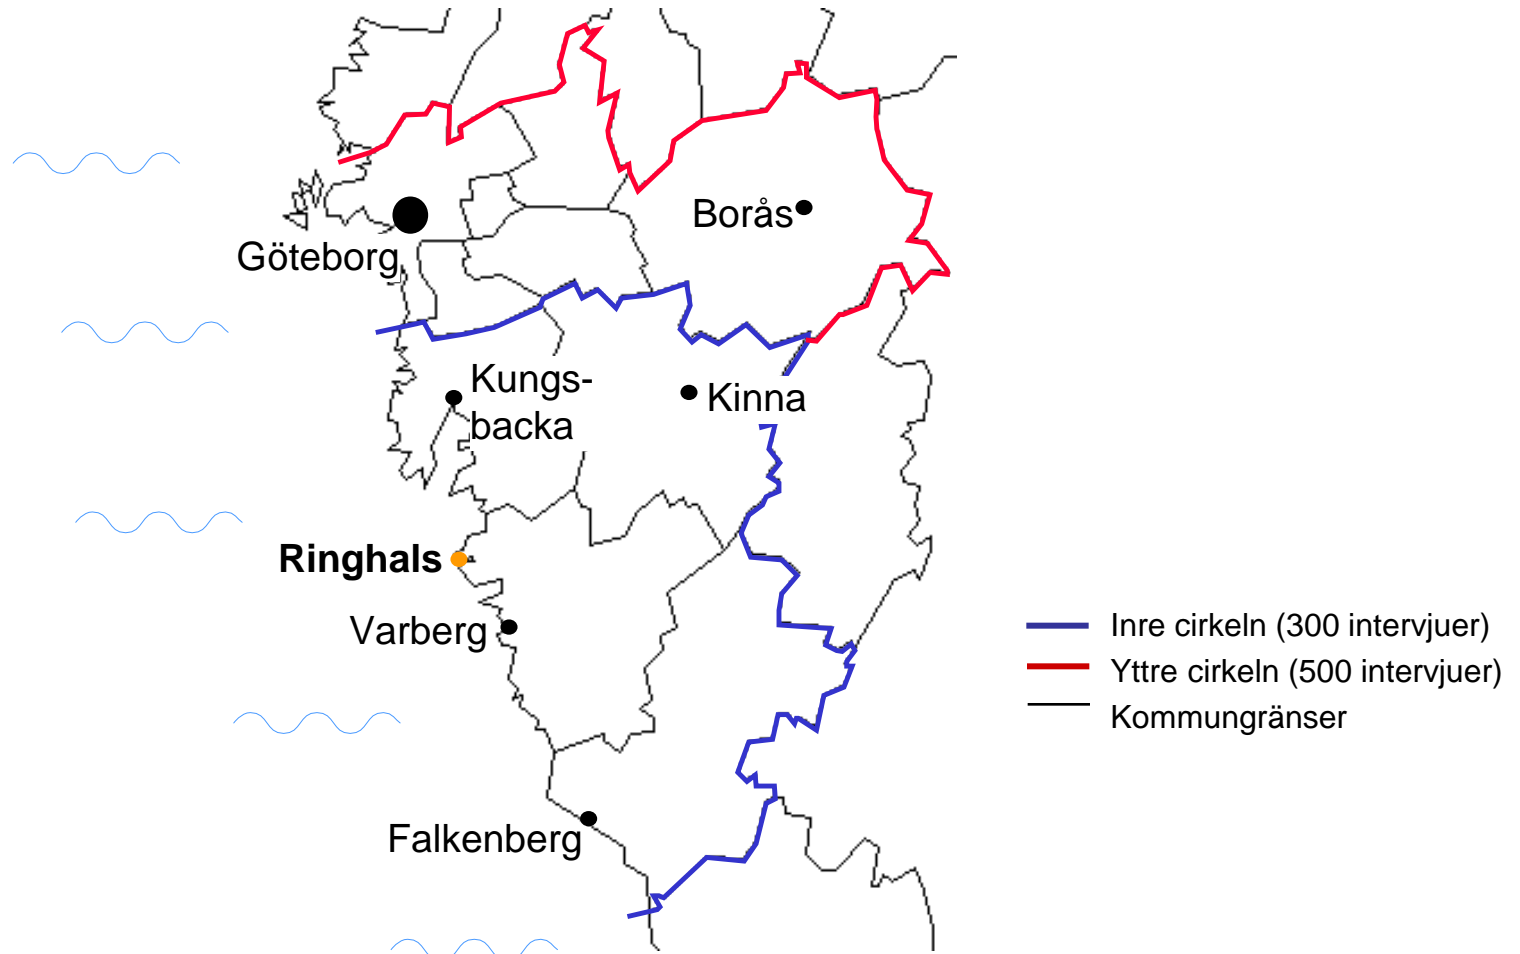 Borås
Göteborg
Kungs-
backa
Kinna
Ringhals
Varberg
Falkenberg
Inre cirkeln (300 intervjuer)
Yttre cirkeln (500 intervjuer)
Kommungränser